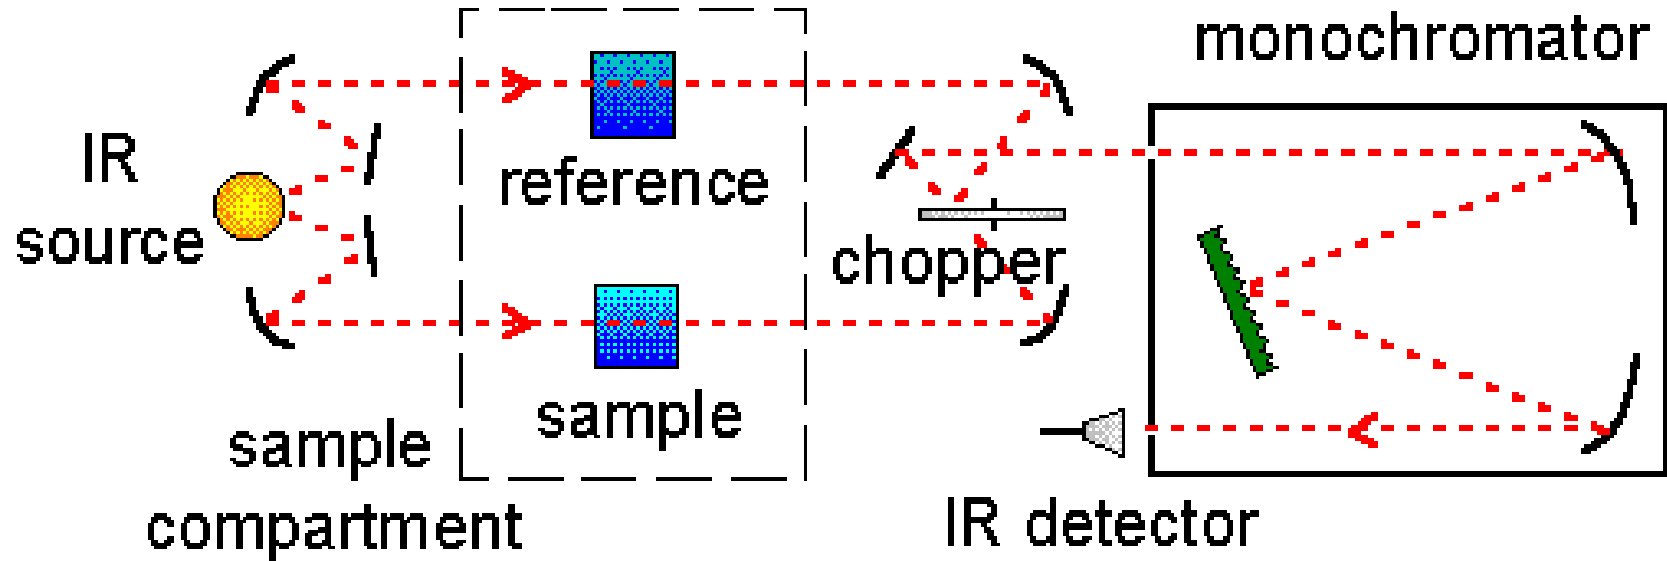 monochromator
IR
source
reference
chopper
sample
sample
compartment
IR detector